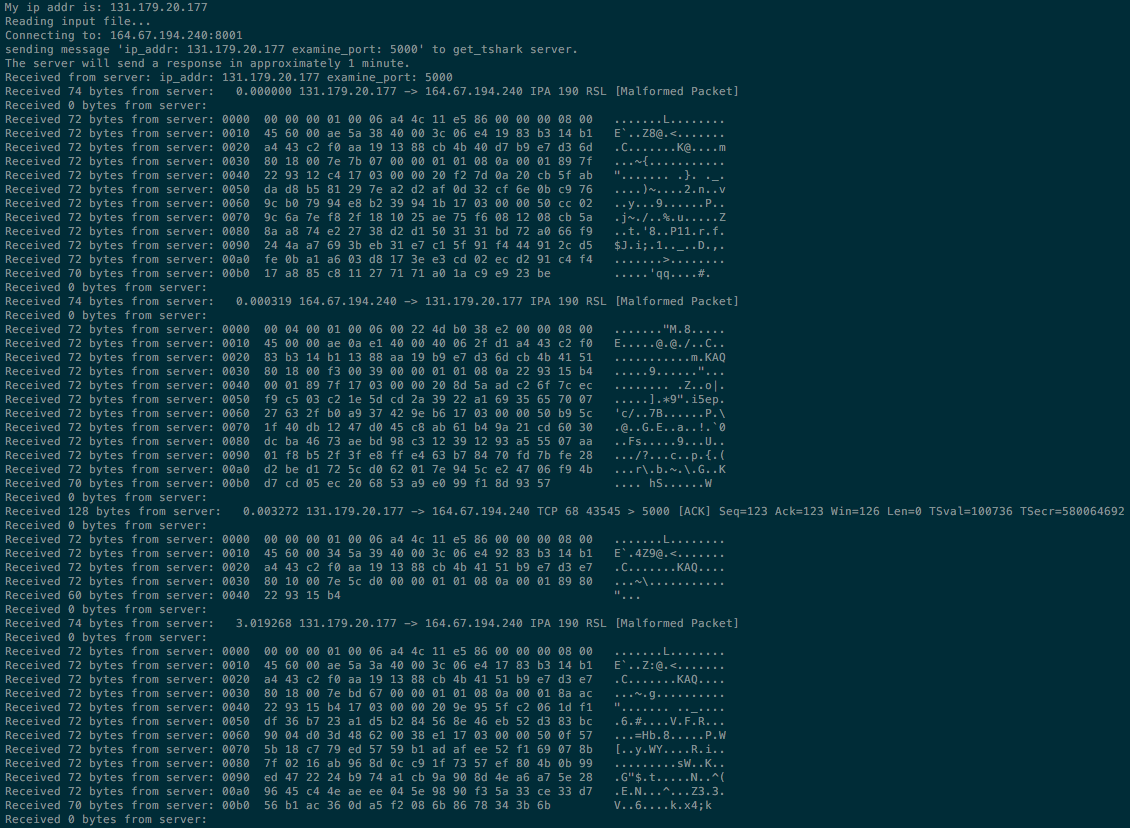 My ip addr is: 131.179.20.177
Reading input file...
Connecting to: 164.67.194.240:8001
sending message 'ip_addr: 131.179.20.177 examine_port: 5000' to get_tshark server.
The server will send a response in approximately 1 minute.
Received from server: ip_addr: 131.179.20.177 examine_port: 5000
Received 74 bytes from server:   0.000000 131.179.20.177 -> 164.67.194.240 IPA 190 RSL [Malformed Packet]
Received 0 bytes from server:
Received 72 bytes from server: 0000  00 00 00 01 00 06 a4 4c 11 e5 86 00 00 00 08 00   .......L........
Received 72 bytes from server: 0010  45 60 00 ae 5a 38 40 00 3c 06 e4 19 83 b3 14 b1   E`..Z8@.<.......
Received 72 bytes from server: 0020  a4 43 c2 f0 aa 19 13 88 cb 4b 40 d7 b9 e7 d3 6d   .C.......K@....m
Received 72 bytes from server: 0030  80 18 00 7e 7b 07 00 00 01 01 08 0a 00 01 89 7f   ...~{...........
Received 72 bytes from server: 0040  22 93 12 c4 17 03 00 00 20 f2 7d 0a 20 cb 5f ab   "....... .}. ._.
Received 72 bytes from server: 0050  da d8 b5 81 29 7e a2 d2 af 0d 32 cf 6e 0b c9 76   ....)~....2.n..v
Received 72 bytes from server: 0060  9c b0 79 94 e8 b2 39 94 1b 17 03 00 00 50 cc 02   ..y...9......P..
Received 72 bytes from server: 0070  9c 6a 7e f8 2f 18 10 25 ae 75 f6 08 12 08 cb 5a   .j~./..%.u.....Z
Received 72 bytes from server: 0080  8a a8 74 e2 27 38 d2 d1 50 31 31 bd 72 a0 66 f9   ..t.'8..P11.r.f.
Received 72 bytes from server: 0090  24 4a a7 69 3b eb 31 e7 c1 5f 91 f4 44 91 2c d5   $J.i;.1.._..D.,.
Received 72 bytes from server: 00a0  fe 0b a1 a6 03 d8 17 3e e3 cd 02 ec d2 91 c4 f4   .......>........
Received 70 bytes from server: 00b0  17 a8 85 c8 11 27 71 71 a0 1a c9 e9 23 be         .....'qq....#.
Received 0 bytes from server:
Received 74 bytes from server:   0.000319 164.67.194.240 -> 131.179.20.177 IPA 190 RSL [Malformed Packet]
Received 0 bytes from server:
Received 72 bytes from server: 0000  00 04 00 01 00 06 00 22 4d b0 38 e2 00 00 08 00   ......."M.8.....
Received 72 bytes from server: 0010  45 00 00 ae 0a e1 40 00 40 06 2f d1 a4 43 c2 f0   E.....@.@./..C..
Received 72 bytes from server: 0020  83 b3 14 b1 13 88 aa 19 b9 e7 d3 6d cb 4b 41 51   ...........m.KAQ
Received 72 bytes from server: 0030  80 18 00 f3 00 39 00 00 01 01 08 0a 22 93 15 b4   .....9......"...
Received 72 bytes from server: 0040  00 01 89 7f 17 03 00 00 20 8d 5a ad c2 6f 7c ec   ........ .Z..o|.
Received 72 bytes from server: 0050  f9 c5 03 c2 1e 5d cd 2a 39 22 a1 69 35 65 70 07   .....].*9".i5ep.
Received 72 bytes from server: 0060  27 63 2f b0 a9 37 42 9e b6 17 03 00 00 50 b9 5c   'c/..7B......P.\
Received 72 bytes from server: 0070  1f 40 db 12 47 d0 45 c8 ab 61 b4 9a 21 cd 60 30   .@..G.E..a..!.`0
Received 72 bytes from server: 0080  dc ba 46 73 ae bd 98 c3 12 39 12 93 a5 55 07 aa   ..Fs.....9...U..
Received 72 bytes from server: 0090  01 f8 b5 2f 3f e8 ff e4 63 b7 84 70 fd 7b fe 28   .../?...c..p.{.(
Received 72 bytes from server: 00a0  d2 be d1 72 5c d0 62 01 7e 94 5c e2 47 06 f9 4b   ...r\.b.~.\.G..K
Received 70 bytes from server: 00b0  d7 cd 05 ec 20 68 53 a9 e0 99 f1 8d 93 57         .... hS......W
Received 0 bytes from server:
Received 128 bytes from server:   0.003272 131.179.20.177 -> 164.67.194.240 TCP 68 43545 > 5000 [ACK] Seq=123 Ack=123 Win=126 Len=0 TSval=100736 TSecr=580064692
Received 0 bytes from server:
Received 72 bytes from server: 0000  00 00 00 01 00 06 a4 4c 11 e5 86 00 00 00 08 00   .......L........
Received 72 bytes from server: 0010  45 60 00 34 5a 39 40 00 3c 06 e4 92 83 b3 14 b1   E`.4Z9@.<.......
Received 72 bytes from server: 0020  a4 43 c2 f0 aa 19 13 88 cb 4b 41 51 b9 e7 d3 e7   .C.......KAQ....
Received 72 bytes from server: 0030  80 10 00 7e 5c d0 00 00 01 01 08 0a 00 01 89 80   ...~\...........
Received 60 bytes from server: 0040  22 93 15 b4                                       "...
Received 0 bytes from server:
Received 74 bytes from server:   3.019268 131.179.20.177 -> 164.67.194.240 IPA 190 RSL [Malformed Packet]
Received 0 bytes from server:
Received 72 bytes from server: 0000  00 00 00 01 00 06 a4 4c 11 e5 86 00 00 00 08 00   .......L........
Received 72 bytes from server: 0010  45 60 00 ae 5a 3a 40 00 3c 06 e4 17 83 b3 14 b1   E`..Z:@.<.......
Received 72 bytes from server: 0020  a4 43 c2 f0 aa 19 13 88 cb 4b 41 51 b9 e7 d3 e7   .C.......KAQ....
Received 72 bytes from server: 0030  80 18 00 7e bd 67 00 00 01 01 08 0a 00 01 8a ac   ...~.g..........
Received 72 bytes from server: 0040  22 93 15 b4 17 03 00 00 20 9e 95 5f c2 06 1d f1   "....... .._....
Received 72 bytes from server: 0050  df 36 b7 23 a1 d5 b2 84 56 8e 46 eb 52 d3 83 bc   .6.#....V.F.R...
Received 72 bytes from server: 0060  90 04 d0 3d 48 62 00 38 e1 17 03 00 00 50 0f 57   ...=Hb.8.....P.W
Received 72 bytes from server: 0070  5b 18 c7 79 ed 57 59 b1 ad af ee 52 f1 69 07 8b   [..y.WY....R.i..
Received 72 bytes from server: 0080  7f 02 16 ab 96 8d 0c c9 1f 73 57 ef 80 4b 0b 99   .........sW..K..
Received 72 bytes from server: 0090  ed 47 22 24 b9 74 a1 cb 9a 90 8d 4e a6 a7 5e 28   .G"$.t.....N..^(
Received 72 bytes from server: 00a0  96 45 c4 4e ae ee 04 5e 98 90 f3 5a 33 ce 33 d7   .E.N...^...Z3.3.
Received 70 bytes from server: 00b0  56 b1 ac 36 0d a5 f2 08 6b 86 78 34 3b 6b         V..6....k.x4;k
Received 0 bytes from server: